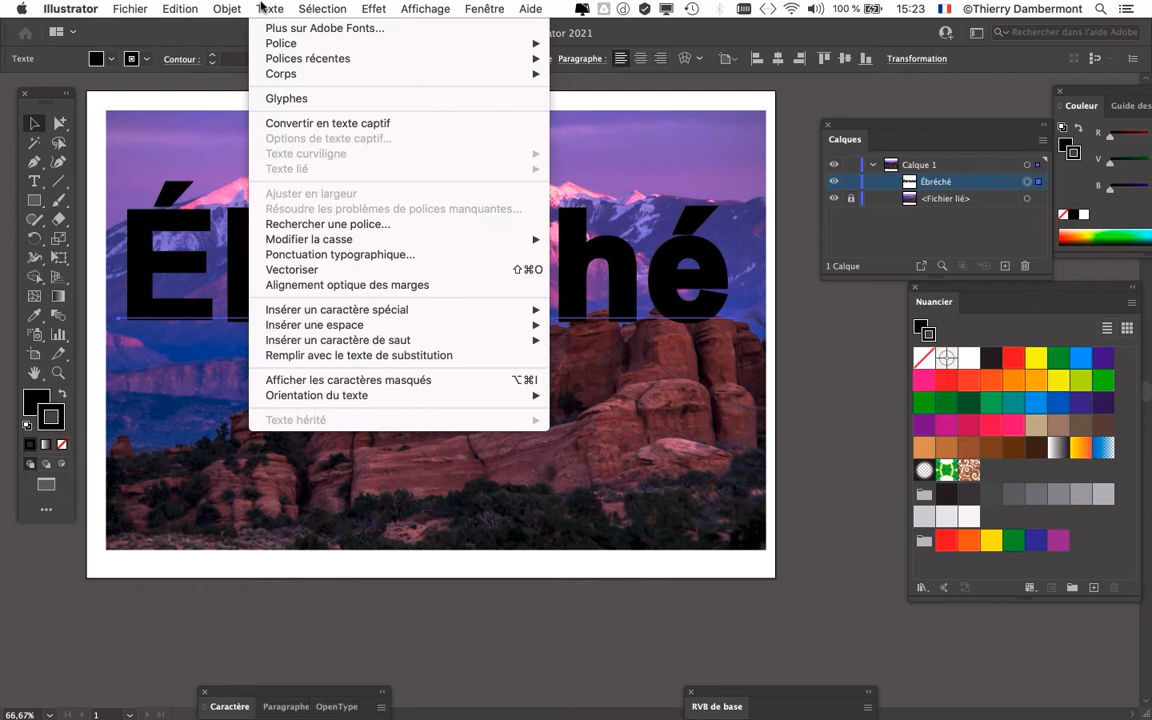 Illustrator Fichier Edition Objet Texte Sélection Effet Affichage Fenêtre Aide 100 % 15:23 ©Thierry Dambermont
Plus sur Adobe Fonts...
Police
Polices récentes
Corps
Glyphes
Convertir en texte captif
Options de texte captif...
Texte curviligne
Texte lié
Ajuster en largeur
Résoudre les problèmes de polices manquantes...
Rechercher une police...
Modifier la casse
Ponctuation typographique...
Vectoriser ⇧⌘O
Alignement optique des marges
Insérer un caractère spécial
Insérer une espace
Insérer un caractère de saut
Remplir avec le texte de substitution
Afficher les caractères masqués ⌥⌘I
Orientation du texte
Texte hérité
ator 2021
Rechercher dans l'aide Adobe
Texte Contour : Paragraphe : Transformation
hé
Calques
Calque 1
Ébréché
<Fichier lié>
1 Calque
Couleur Guide des
R
V
B
Nuancier
66,67% 1
Caractère Paragraphe OpenType
RVB de base